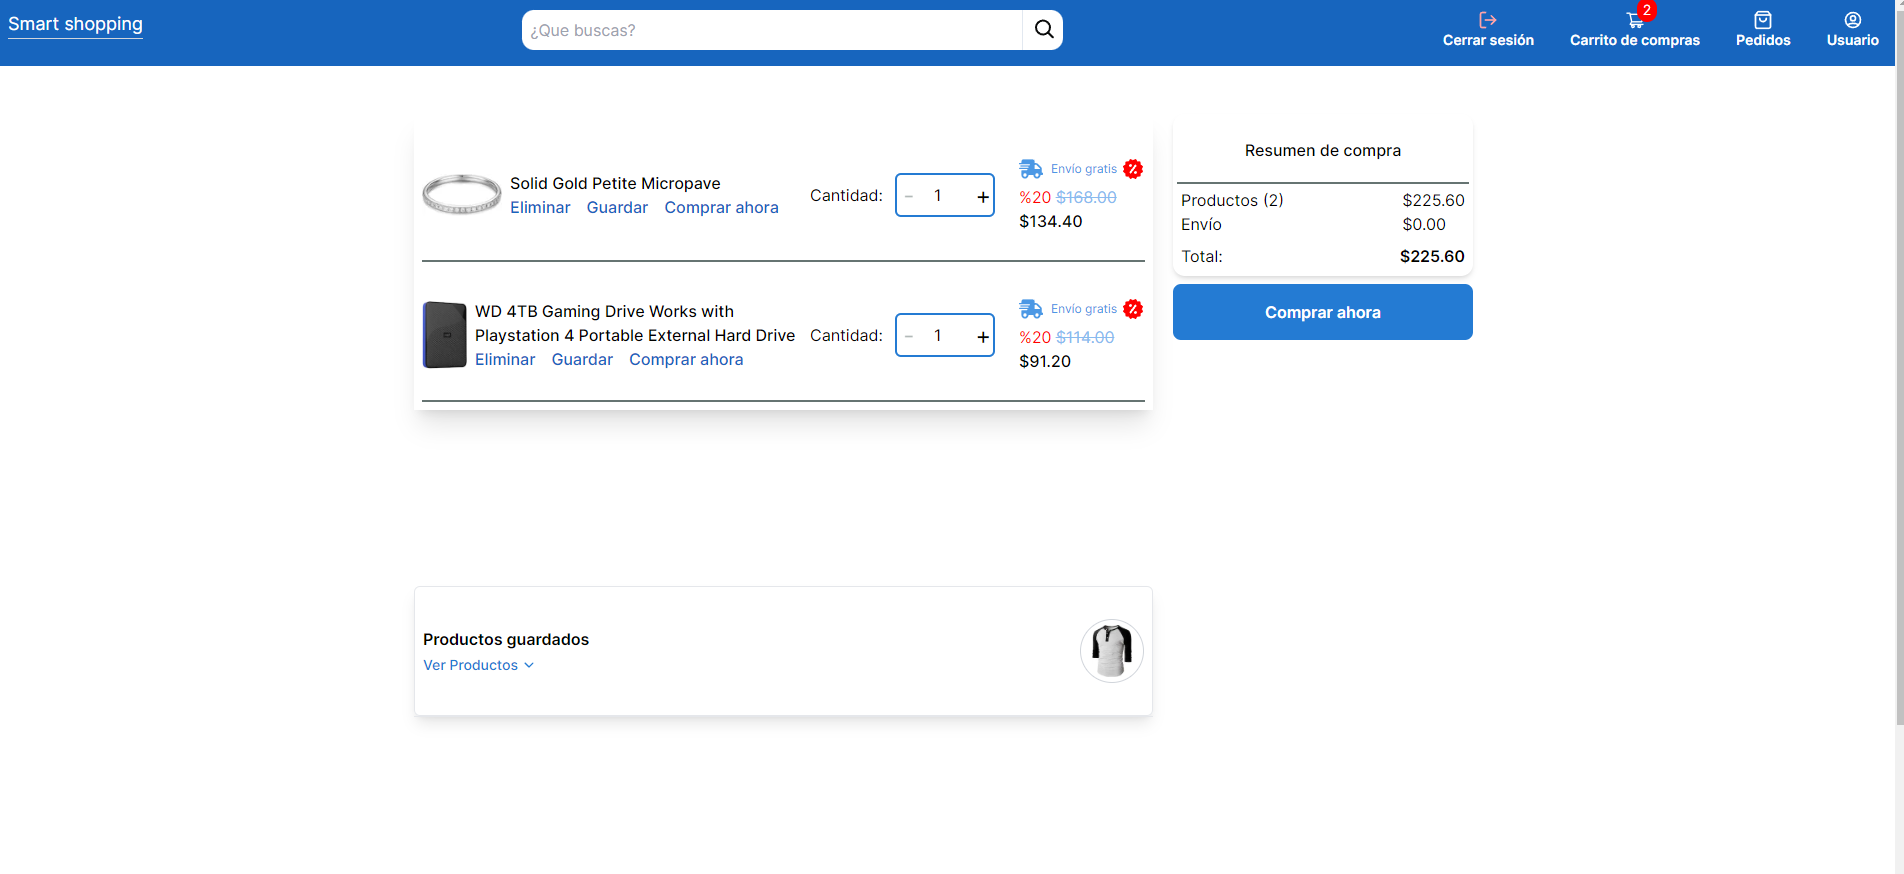 Smart shopping
¿Que buscas?
Cerrar sesión
2
Carrito de compras
Pedidos
Usuario
Solid Gold Petite Micropave
Eliminar Guardar Comprar ahora
Cantidad: - 1 +
Envío gratis
%20 $168.00
$134.40
WD 4TB Gaming Drive Works with
Playstation 4 Portable External Hard Drive
Eliminar Guardar Comprar ahora
Cantidad: - 1 +
Envío gratis
%20 $114.00
$91.20
Resumen de compra
Productos (2) $225.60
Envío $0.00
Total: $225.60
Comprar ahora
Productos guardados
Ver Productos